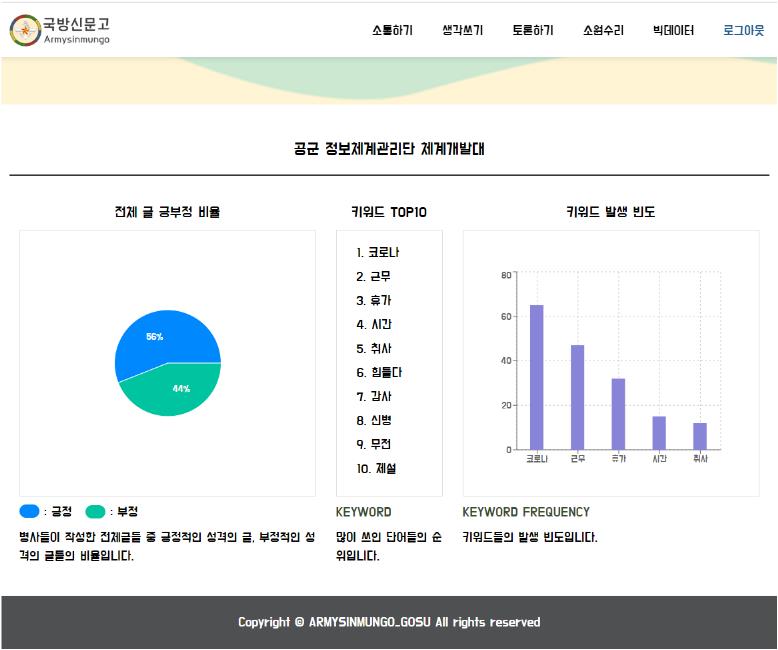 국방신문고
Armysinmungo
소통하기 생각쓰기 토론하기 소원수리 빅데이터 로그아웃
공군 정보체계관리단 체계개발대
전체 글 긍부정 비율
56%
44%
: 긍정 : 부정
병사들이 작성한 전체글들 중 긍정적인 성격의 글, 부정적인 성
격의 글들의 비율입니다.
키워드 TOP10
1. 코로나
2. 근무
3. 휴가
4. 시간
5. 취사
6. 힘들다
7. 감사
8. 신병
9. 무전
10. 제설
KEYWORD
많이 쓰인 단어들의 순
위입니다.
키워드 발생 빈도
80
60
40
20
0
코로나 근무 휴가 시간 취사
KEYWORD FREQUENCY
키워드들의 발생 빈도입니다.
Copyright © ARMYSINMUNGO_GOSU All rights reserved